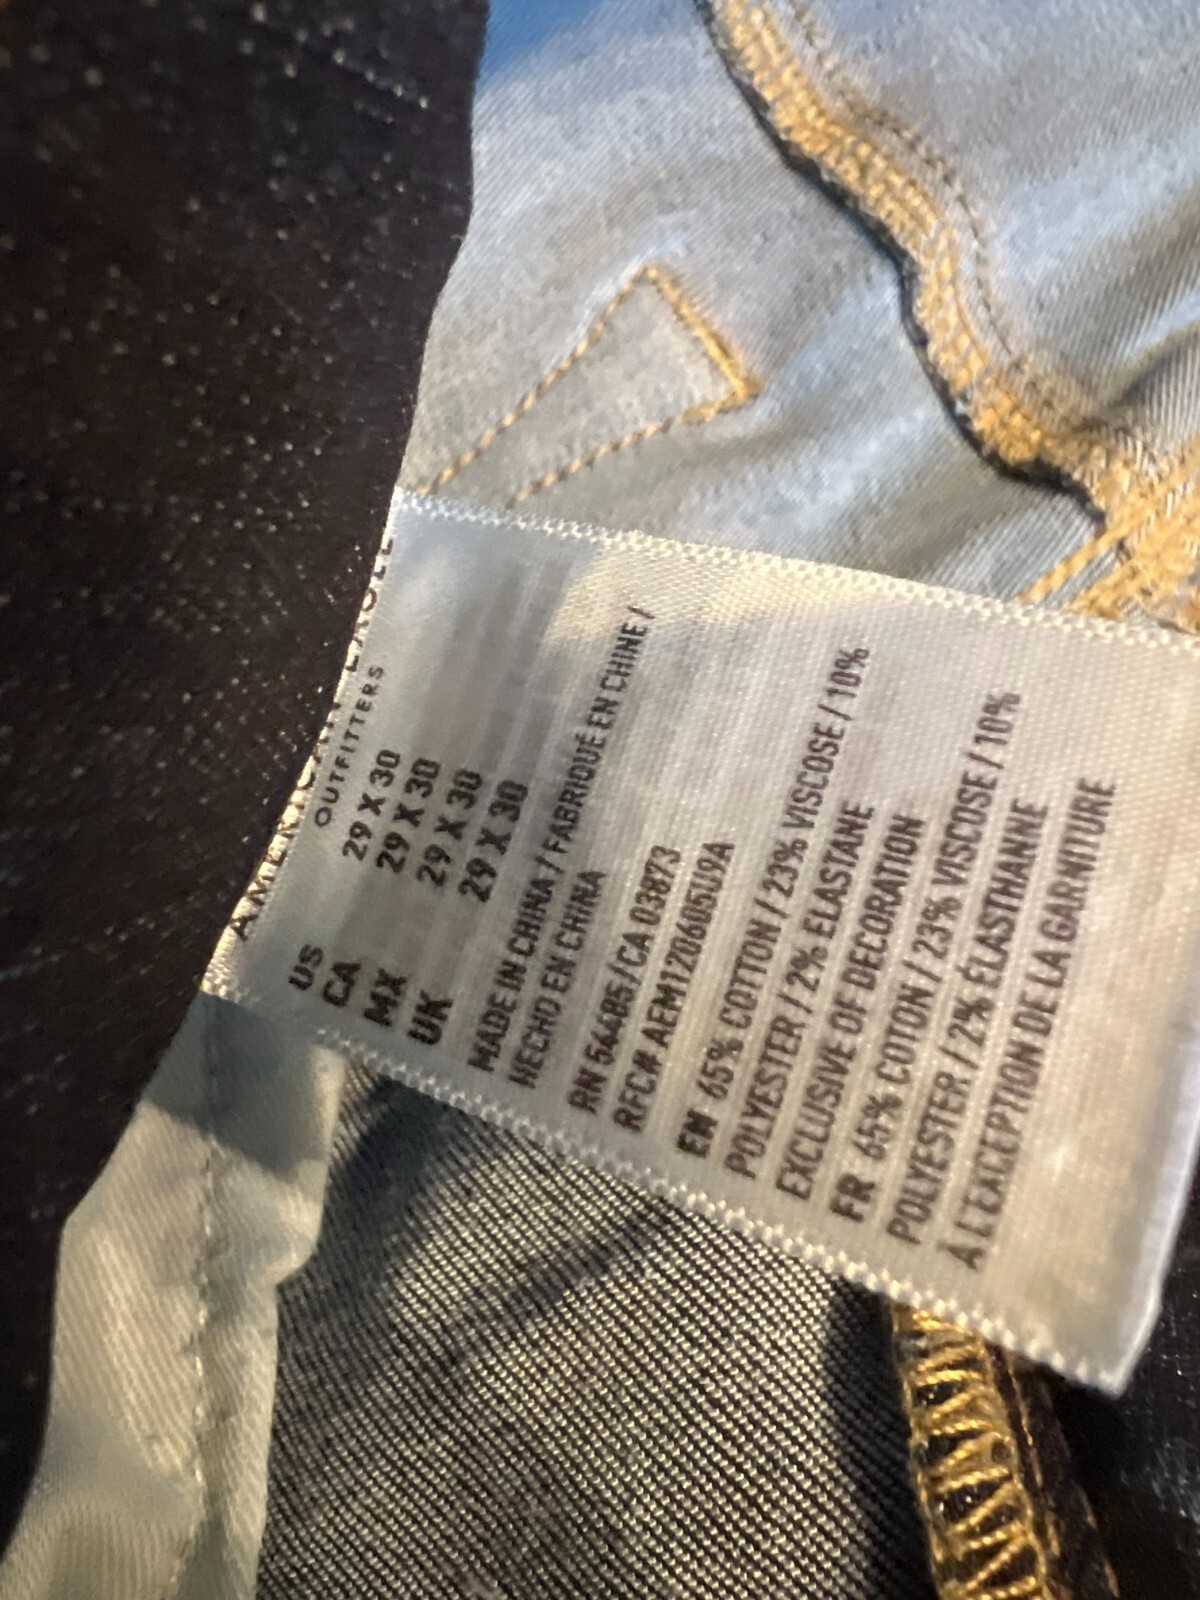 AMERICAN EAGLE
OUTFITTERS
US 29 X 30
CA 29 X 30
MX 29 X 30
UK 29 X 30
MADE IN CHINA / FABRIQUÉ EN CHINE /
HECHO EN CHINA
RN 54485/CA 03873
RFC# AEM120605U9A
EN 65% COTTON / 23% VISCOSE / 10%
POLYESTER / 2% ELASTANE
EXCLUSIVE OF DECORATION
FR 65% COTON / 23% VISCOSE / 10%
POLYESTER / 2% ÉLASTHANNE
À L'EXCEPTION DE LA GARNITURE